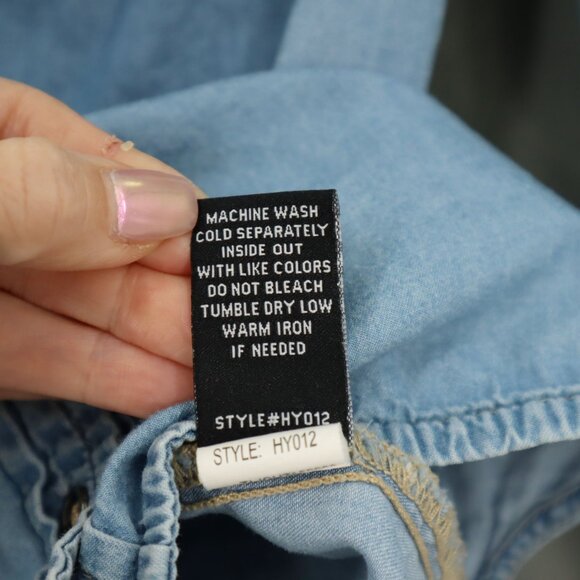 MACHINE WASH
COLD SEPARATELY
INSIDE OUT
WITH LIKE COLORS
DO NOT BLEACH
TUMBLE DRY LOW
WARM IRON
IF NEEDED
STYLE#HY012
STYLE: HY012